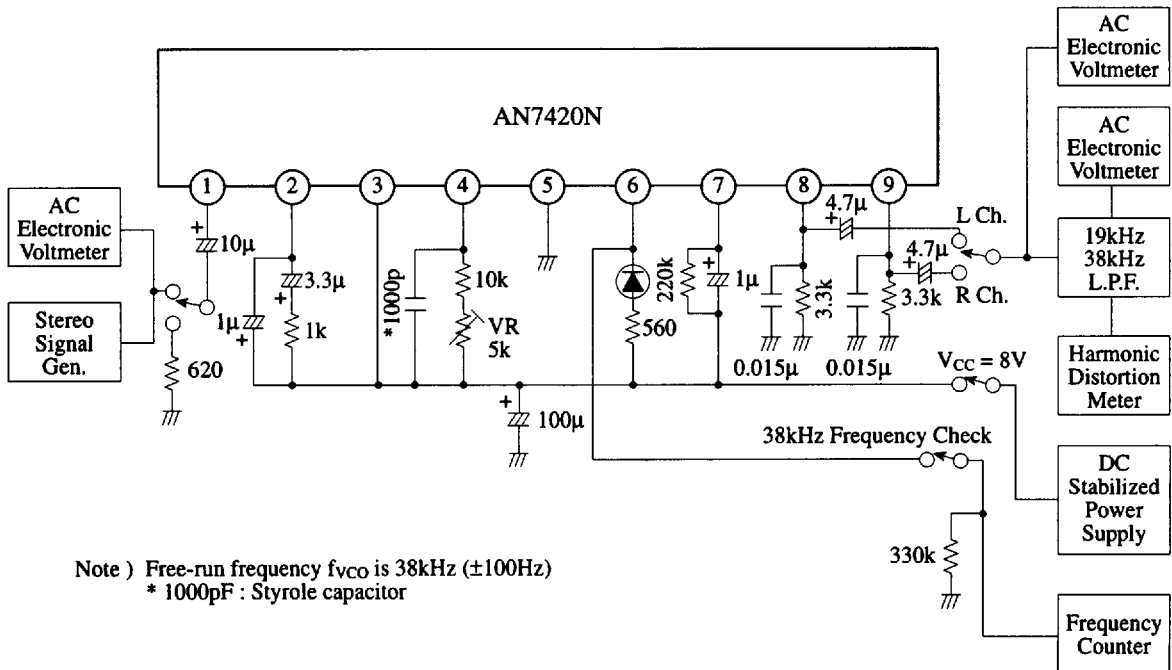 AC
Electronic
Voltmeter
AN7420N
AC
Electronic
Voltmeter
1
2
3
4
5
6
7
8
9
AC
Electronic
Voltmeter
Stereo
Signal
Gen.
+
10μ
620
1μ
+
3.3μ
+
1k
*1000p
10k
VR
5k
+
100μ
560
220k
+
1μ
4.7μ
+
L Ch.
4.7μ
+
R Ch.
3.3k
3.3k
0.015μ
0.015μ
19kHz
38kHz
L.P.F.
Harmonic
Distortion
Meter
VCC = 8V
38kHz Frequency Check
DC
Stabilized
Power
Supply
330k
Frequency
Counter
Note ) Free-run frequency fVCO is 38kHz (±100Hz)
* 1000pF : Styrole capacitor